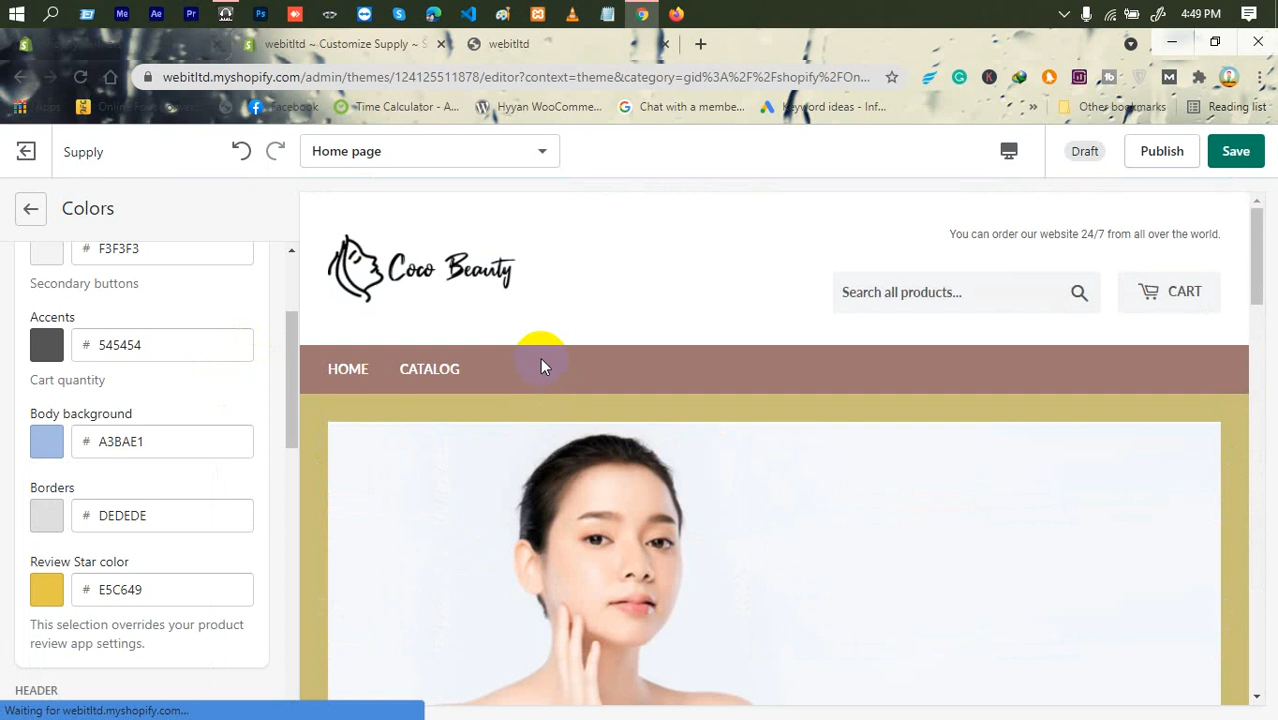 4:49 PM
webitltd ~ Customize Supply ~ S
webitltd
webitltd.myshopify.com/admin/themes/124125511878/editor?context=theme&category=gid%3A%2F%2Fshopify%2FOn...
Apps
Facebook
Time Calculator - A...
Hyyan WooComme...
Chat with a membe...
Keyword ideas - Inf...
»
Other bookmarks
Reading list
Supply
Home page
Draft
Publish
Save
Colors
# F3F3F3
Secondary buttons
Accents
# 545454
Cart quantity
Body background
# A3BAE1
Borders
# DEDEDE
Review Star color
# E5C649
This selection overrides your product
review app settings.
HEADER
Waiting for webitltd.myshopify.com...
Coco Beauty
You can order our website 24/7 from all over the world.
Search all products...
CART
HOME
CATALOG